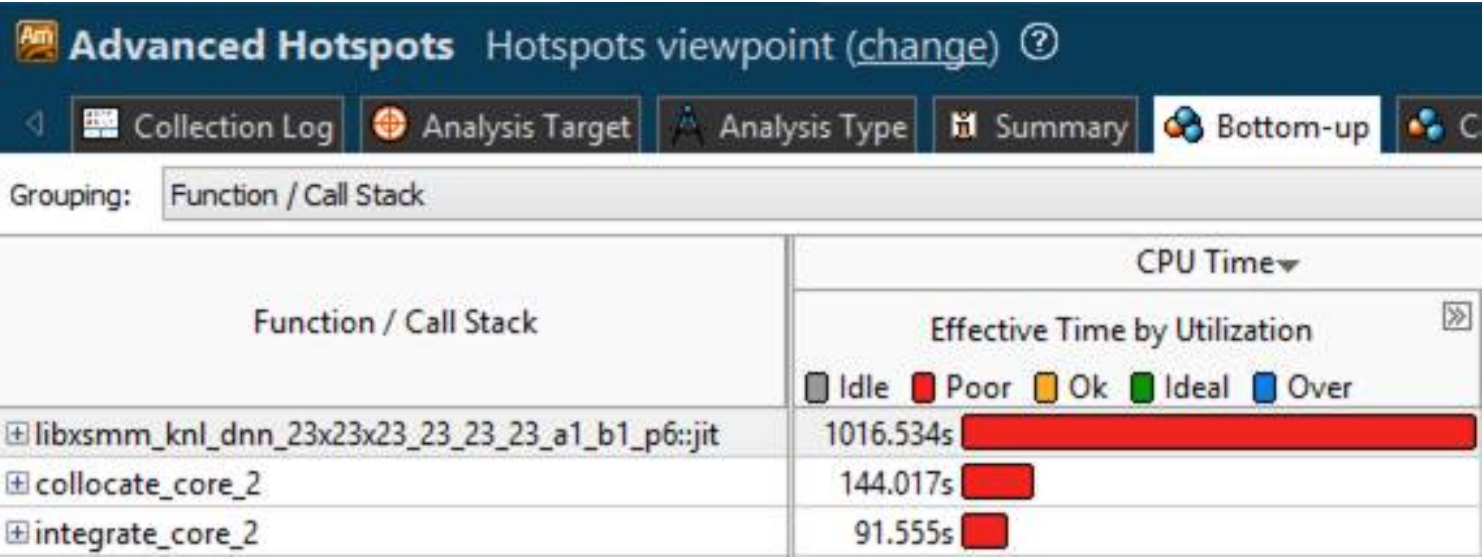 Am Advanced Hotspots Hotspots viewpoint (change) ?
Collection Log Analysis Target Analysis Type Summary Bottom-up C
Grouping: Function / Call Stack
CPU Time
Function / Call Stack
Effective Time by Utilization
Idle Poor Ok Ideal Over
libxsmm_knl_dnn_23x23x23_23_23_23_a1_b1_p6::jit 1016.534s
collocate_core_2 144.017s
integrate_core_2 91.555s